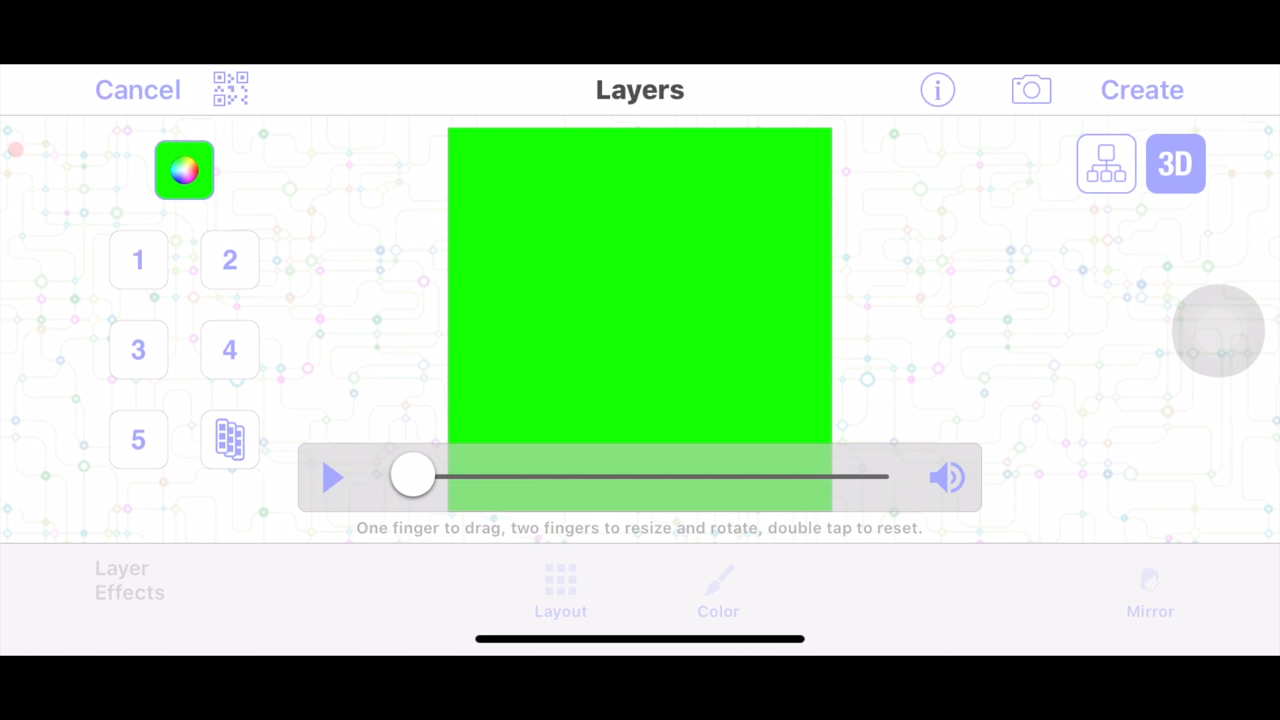 Cancel
Layers
i
Create
3D
1
2
3
4
5
One finger to drag, two fingers to resize and rotate, double tap to reset.
Layer
Effects
Layout
Color
Mirror